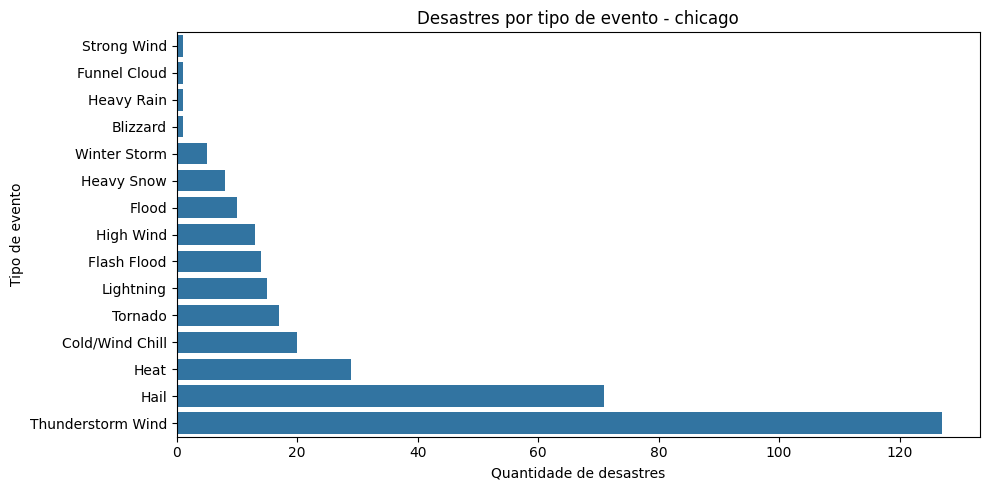 Desastres por tipo de evento - chicago
Tipo de evento
Strong Wind
Funnel Cloud
Heavy Rain
Blizzard
Winter Storm
Heavy Snow
Flood
High Wind
Flash Flood
Lightning
Tornado
Cold/Wind Chill
Heat
Hail
Thunderstorm Wind
0 20 40 60 80 100 120
Quantidade de desastres